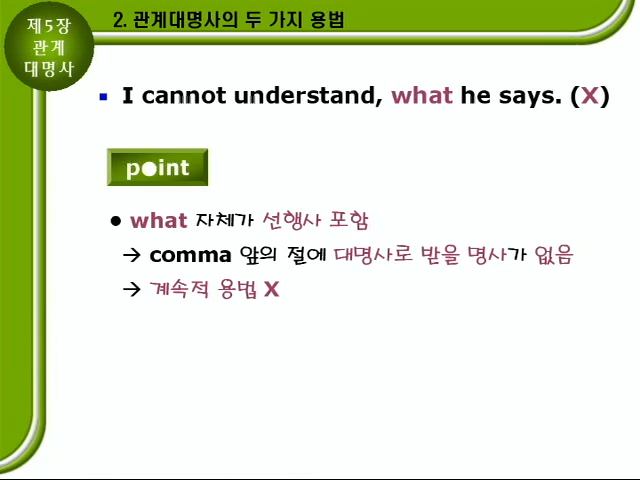 제5장
관계
대명사
2. 관계대명사의 두 가지 용법
▪ I cannot understand, what he says. (X)
point
● what 자체가 선행사 포함
→ comma 앞의 절에 대명사로 받을 명사가 없음
→ 계속적 용법 X